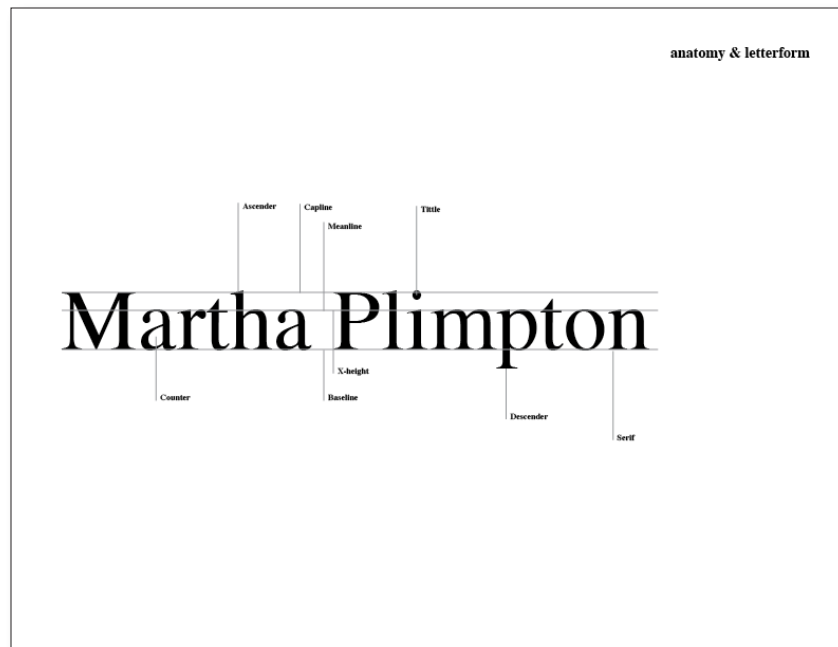 anatomy & letterform
Ascender
Capline
Tittle
Meanline
Martha Plimpton
X-height
Counter
Baseline
Descender
Serif